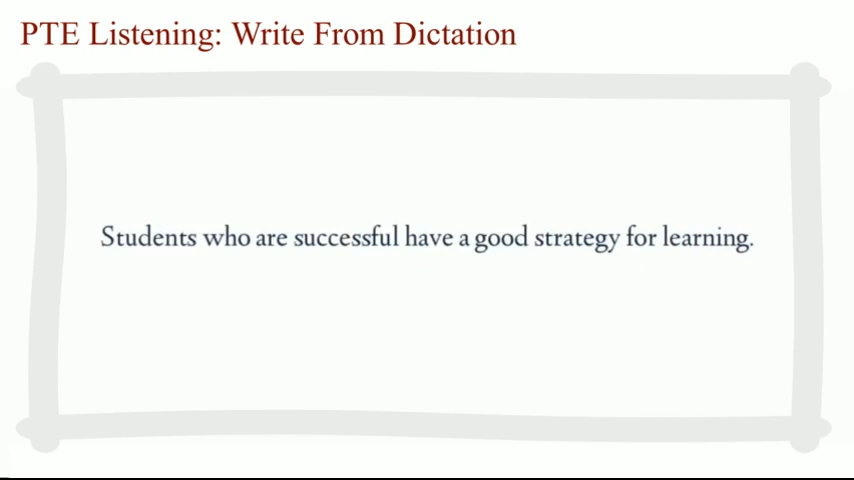 PTE Listening: Write From Dictation
Students who are successful have a good strategy for learning.